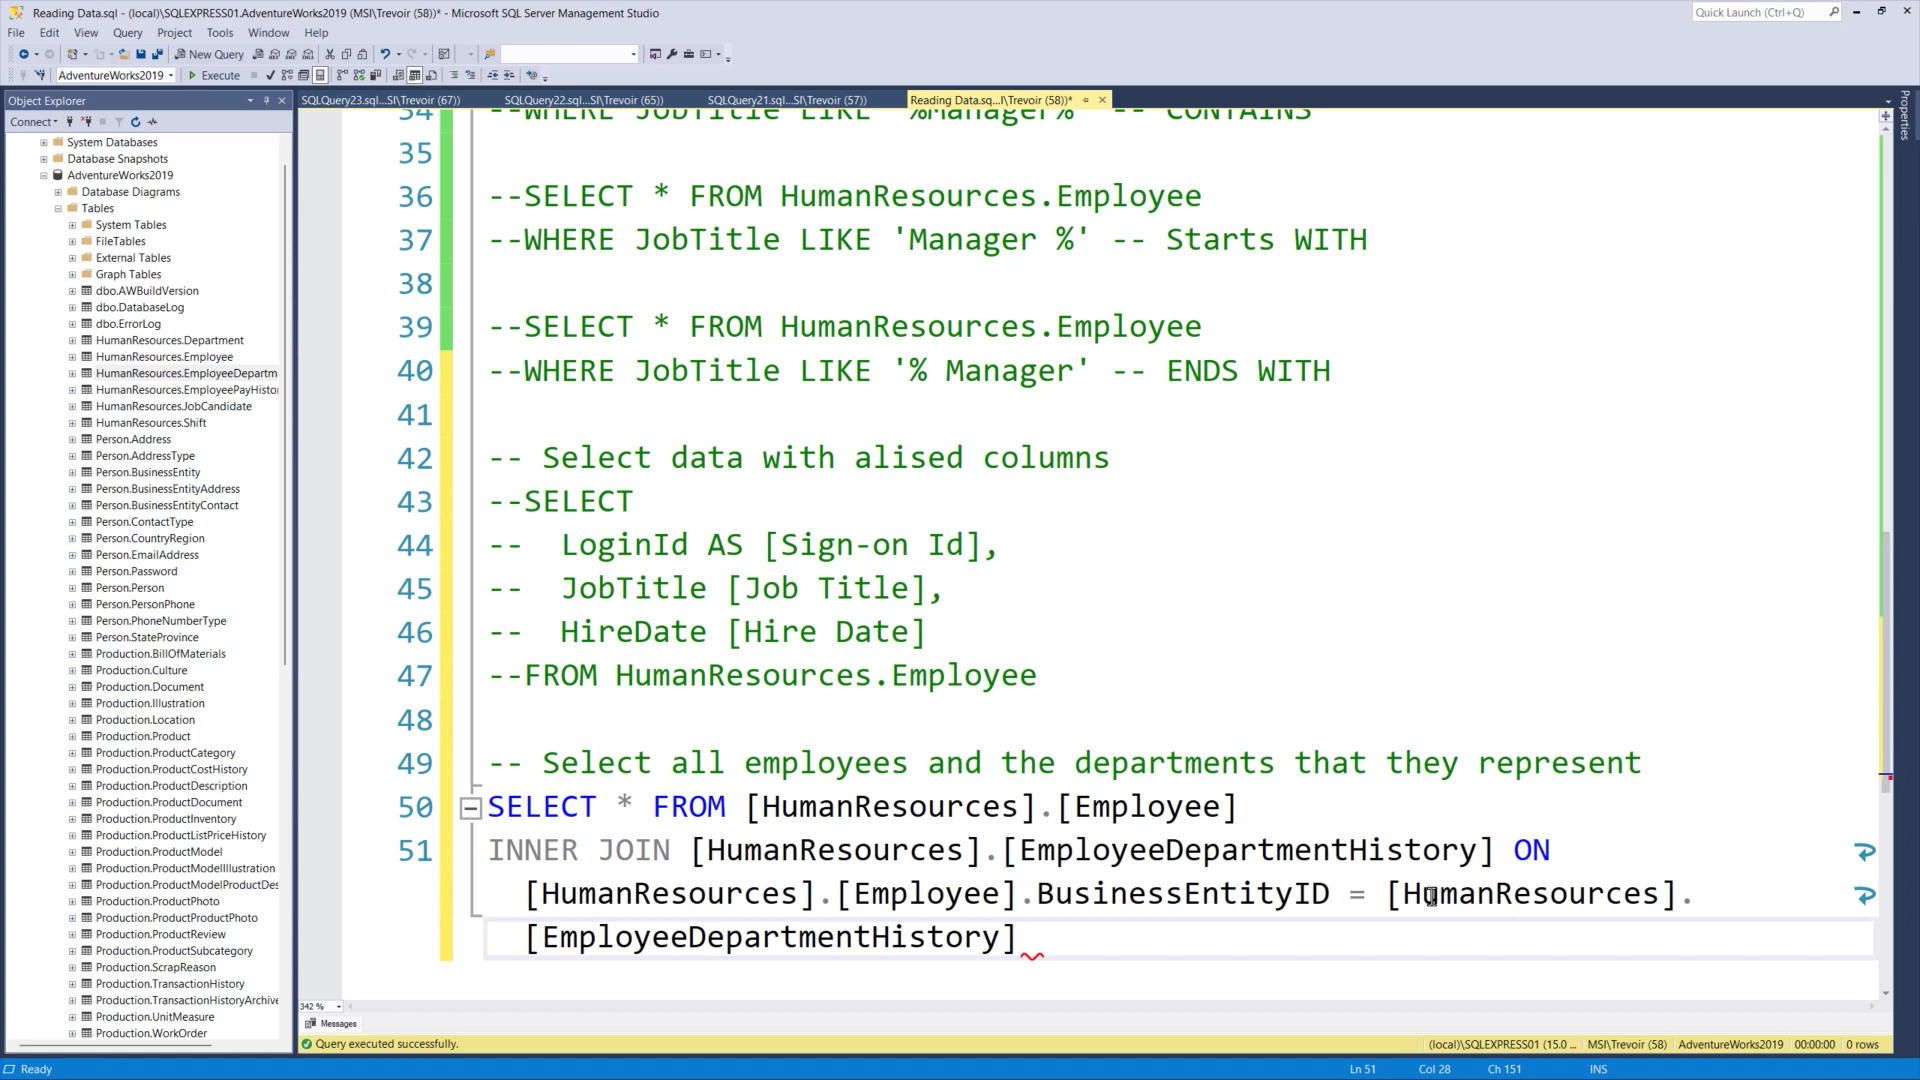 Reading Data.sql - (local)\SQLEXPRESS01.AdventureWorks2019 (MSI\Trevoir (58))* - Microsoft SQL Server Management Studio
Quick Launch (Ctrl+Q)
File Edit View Query Project Tools Window Help
New Query
AdventureWorks2019 Execute
Object Explorer
SQLQuery23.sql...SI\Trevoir (67)) SQLQuery22.sql...SI\Trevoir (65)) SQLQuery21.sql...SI\Trevoir (57)) Reading Data.sq...I\Trevoir (58))*
Properties
Connect
System Databases
Database Snapshots
AdventureWorks2019
Database Diagrams
Tables
System Tables
FileTables
External Tables
Graph Tables
dbo.AWBuildVersion
dbo.DatabaseLog
dbo.ErrorLog
HumanResources.Department
HumanResources.Employee
HumanResources.EmployeeDepartm
HumanResources.EmployeePayHisto
HumanResources.JobCandidate
HumanResources.Shift
Person.Address
Person.AddressType
Person.BusinessEntity
Person.BusinessEntityAddress
Person.BusinessEntityContact
Person.ContactType
Person.CountryRegion
Person.EmailAddress
Person.Password
Person.Person
Person.PersonPhone
Person.PhoneNumberType
Person.StateProvince
Production.BillOfMaterials
Production.Culture
Production.Document
Production.Illustration
Production.Location
Production.Product
Production.ProductCategory
Production.ProductCostHistory
Production.ProductDescription
Production.ProductDocument
Production.ProductInventory
Production.ProductListPriceHistory
Production.ProductModel
Production.ProductModelIllustration
Production.ProductModelProductDes
Production.ProductPhoto
Production.ProductProductPhoto
Production.ProductReview
Production.ProductSubcategory
Production.ScrapReason
Production.TransactionHistory
Production.TransactionHistoryArchive
Production.UnitMeasure
Production.WorkOrder
34 --WHERE JobTitle LIKE '%Manager%' -- CONTAINS
35
36 --SELECT * FROM HumanResources.Employee
37 --WHERE JobTitle LIKE 'Manager %' -- Starts WITH
38
39 --SELECT * FROM HumanResources.Employee
40 --WHERE JobTitle LIKE '% Manager' -- ENDS WITH
41
42 -- Select data with alised columns
43 --SELECT
44 -- LoginId AS [Sign-on Id],
45 -- JobTitle [Job Title],
46 -- HireDate [Hire Date]
47 --FROM HumanResources.Employee
48
49 -- Select all employees and the departments that they represent
50 SELECT * FROM [HumanResources].[Employee]
51 INNER JOIN [HumanResources].[EmployeeDepartmentHistory] ON
[HumanResources].[Employee].BusinessEntityID = [HumanResources].
[EmployeeDepartmentHistory]
342 %
Messages
Query executed successfully. (local)\SQLEXPRESS01 (15.0 ... MSI\Trevoir (58) AdventureWorks2019 00:00:00 0 rows
Ready Ln 51 Col 28 Ch 151 INS